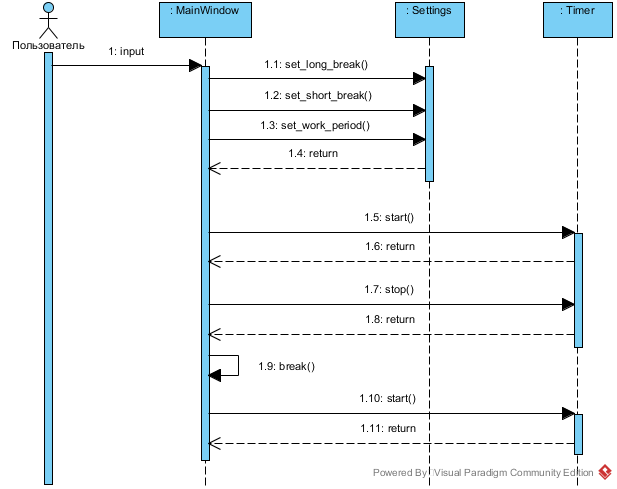 : MainWindow
: Settings
: Timer
Пользователь
1: input
1.1: set_long_break()
1.2: set_short_break()
1.3: set_work_period()
1.4: return
1.5: start()
1.6: return
1.7: stop()
1.8: return
1.9: break()
1.10: start()
1.11: return
Powered By Visual Paradigm Community Edition